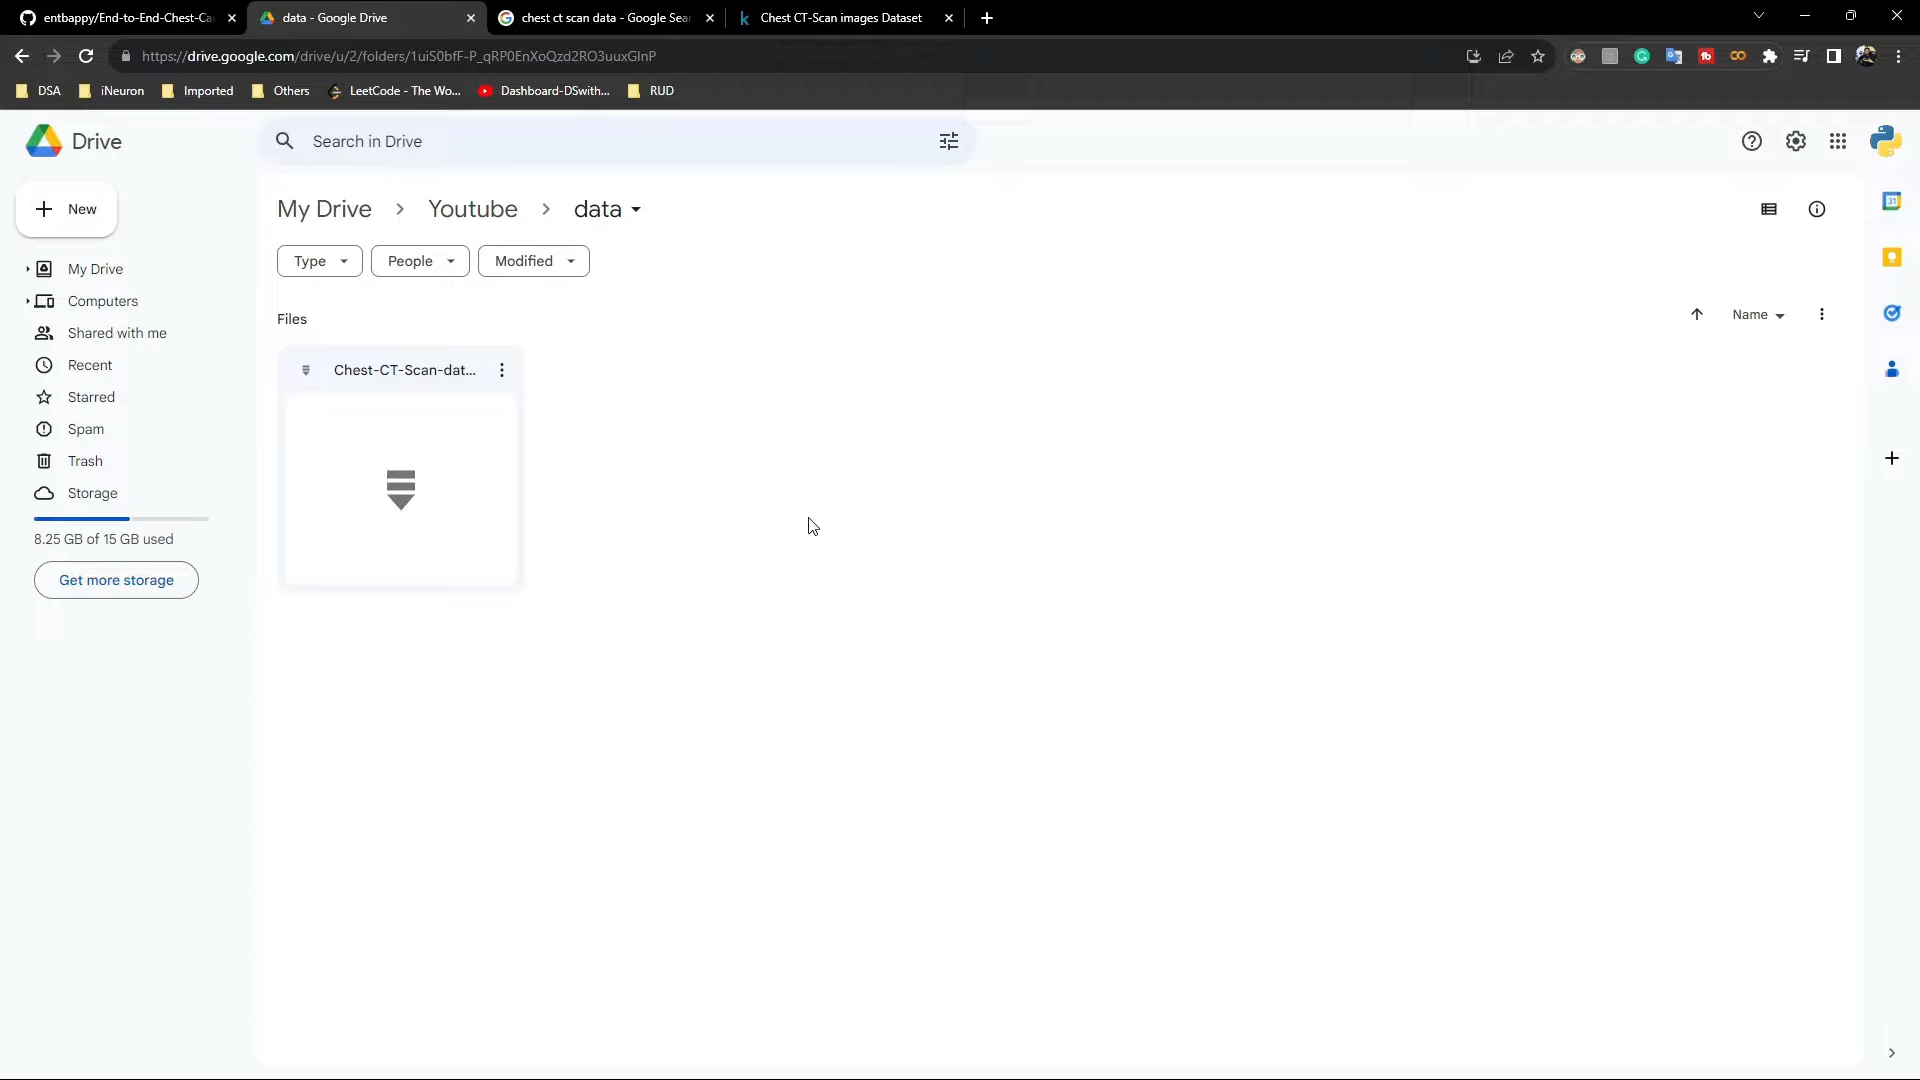 entbappy/End-to-End-Chest-Ca
data - Google Drive
chest ct scan data - Google Sea
Chest CT-Scan images Dataset
https://drive.google.com/drive/u/2/folders/1uiS0bfF-P_qRP0EnXoQzd2RO3uuxGlnP
DSA
iNeuron
Imported
Others
LeetCode - The Wo...
Dashboard-DSwith...
RUD
Drive
Search in Drive
New
My Drive
Computers
Shared with me
Recent
Starred
Spam
Trash
Storage
8.25 GB of 15 GB used
Get more storage
My Drive > Youtube > data
Type
People
Modified
Files
Name
Chest-CT-Scan-dat...
31